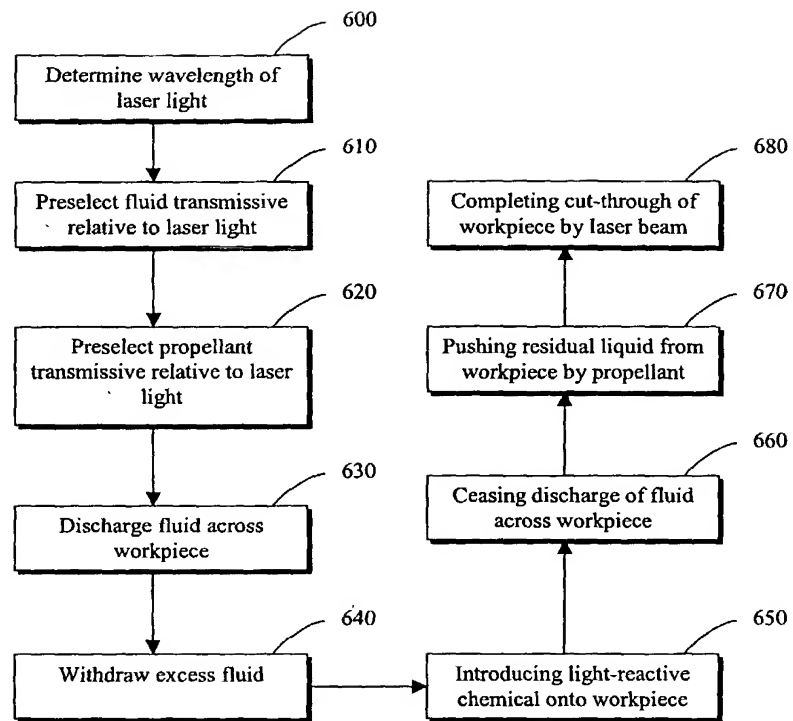 600
Determine wavelength of
laser light
610
Preselect fluid transmissive
relative to laser light
620
Preselect propellant
transmissive relative to laser
light
630
Discharge fluid across
workpiece
640
Withdraw excess fluid
650
Introducing light-reactive
chemical onto workpiece
660
Ceasing discharge of fluid
across workpiece
670
Pushing residual liquid from
workpiece by propellant
680
Completing cut-through of
workpiece by laser beam